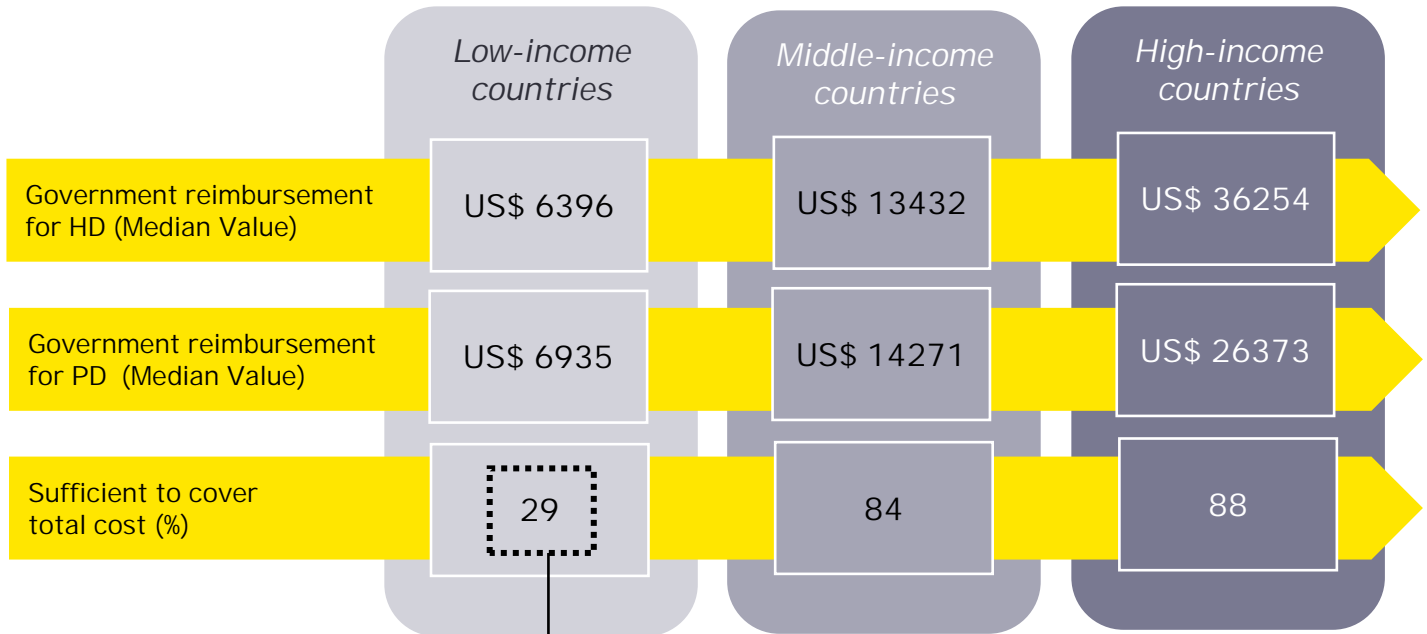 Low-income
countries
Middle-income
countries
High-income
countries
Government reimbursement
for HD (Median Value)
US$ 6396
US$ 13432
US$ 36254
Government reimbursement
for PD (Median Value)
US$ 6935
US$ 14271
US$ 26373
Sufficient to cover
total cost (%)
29
84
88